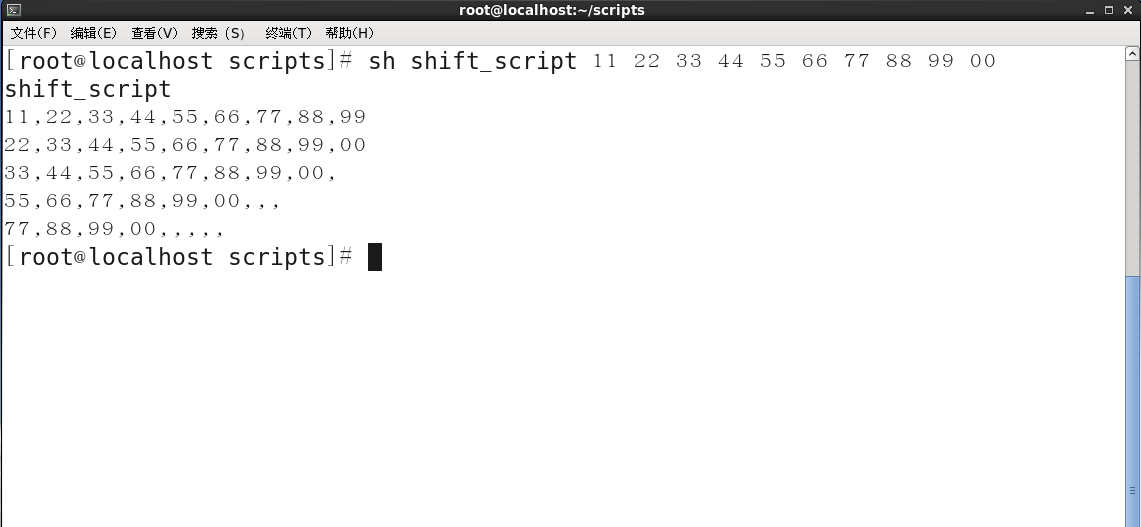 root@localhost:~/scripts
文件(F) 编辑(E) 查看(V) 搜索 (S) 终端(T) 帮助(H)
[root@localhost scripts]# sh shift_script 11 22 33 44 55 66 77 88 99 00
shift_script
11,22,33,44,55,66,77,88,99
22,33,44,55,66,77,88,99,00
33,44,55,66,77,88,99,00,
55,66,77,88,99,00,,,
77,88,99,00,,,,,
[root@localhost scripts]#